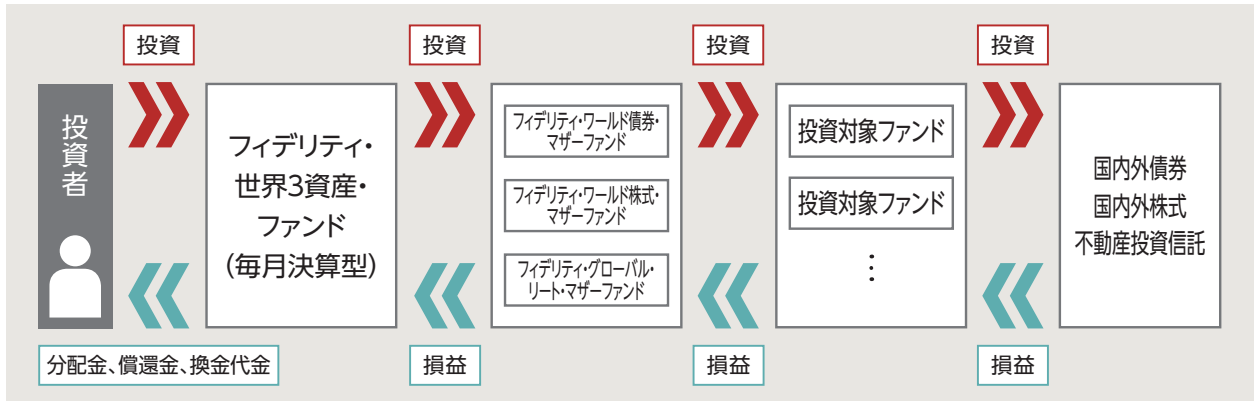 投資
投資
投資
投資
投資者
フィデリティ・
世界3資産・
ファンド
(毎月決算型)
フィデリティ・ワールド債券・
マザーファンド
フィデリティ・ワールド株式・
マザーファンド
フィデリティ・グローバル・
リート・マザーファンド
投資対象ファンド
投資対象ファンド
⋮
国内外債券
国内外株式
不動産投資信託
分配金、償還金、換金代金
損益
損益
損益